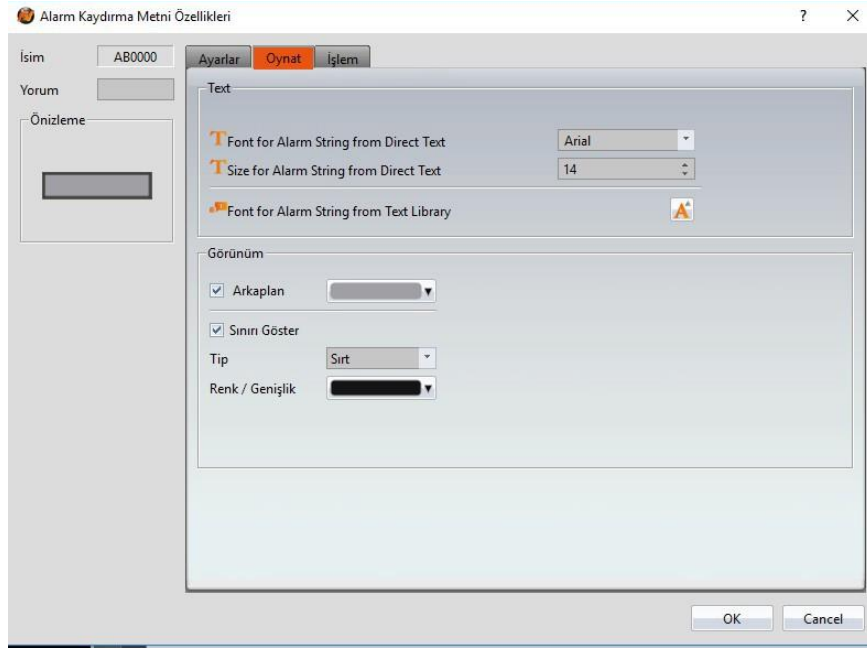 Alarm Kaydırma Metni Özellikleri
İsim AB0000
Yorum
Önizleme
Ayarlar Oynat İşlem
Text
Font for Alarm String from Direct Text Arial
Size for Alarm String from Direct Text 14
Font for Alarm String from Text Library
Görünüm
Arkaplan
Sınırı Göster
Tip Sırt
Renk / Genişlik
OK Cancel